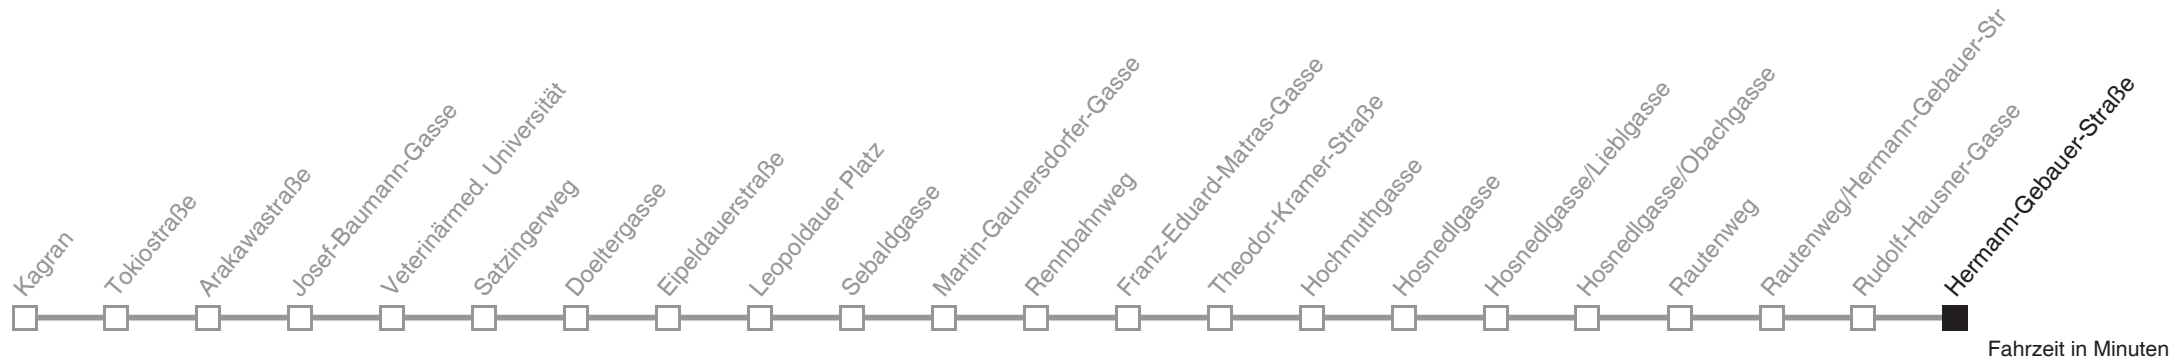 Kagran
Tokiostraße
Arakawastraße
Josef-Baumann-Gasse
Veterinärmed. Universität
Satzingerweg
Doeltergasse
Eipeldauerstraße
Leopoldauer Platz
Sebaldgasse
Martin-Gaunersdorfer-Gasse
Rennbahnweg
Franz-Eduard-Matras-Gasse
Theodor-Kramer-Straße
Hochmuthgasse
Hosnedlgasse
Hosnedlgasse/Lieblgasse
Hosnedlgasse/Obachgasse
Rautenweg
Rautenweg/Hermann-Gebauer-Str
Rudolf-Hausner-Gasse
Hermann-Gebauer-Straße
Fahrzeit in Minuten